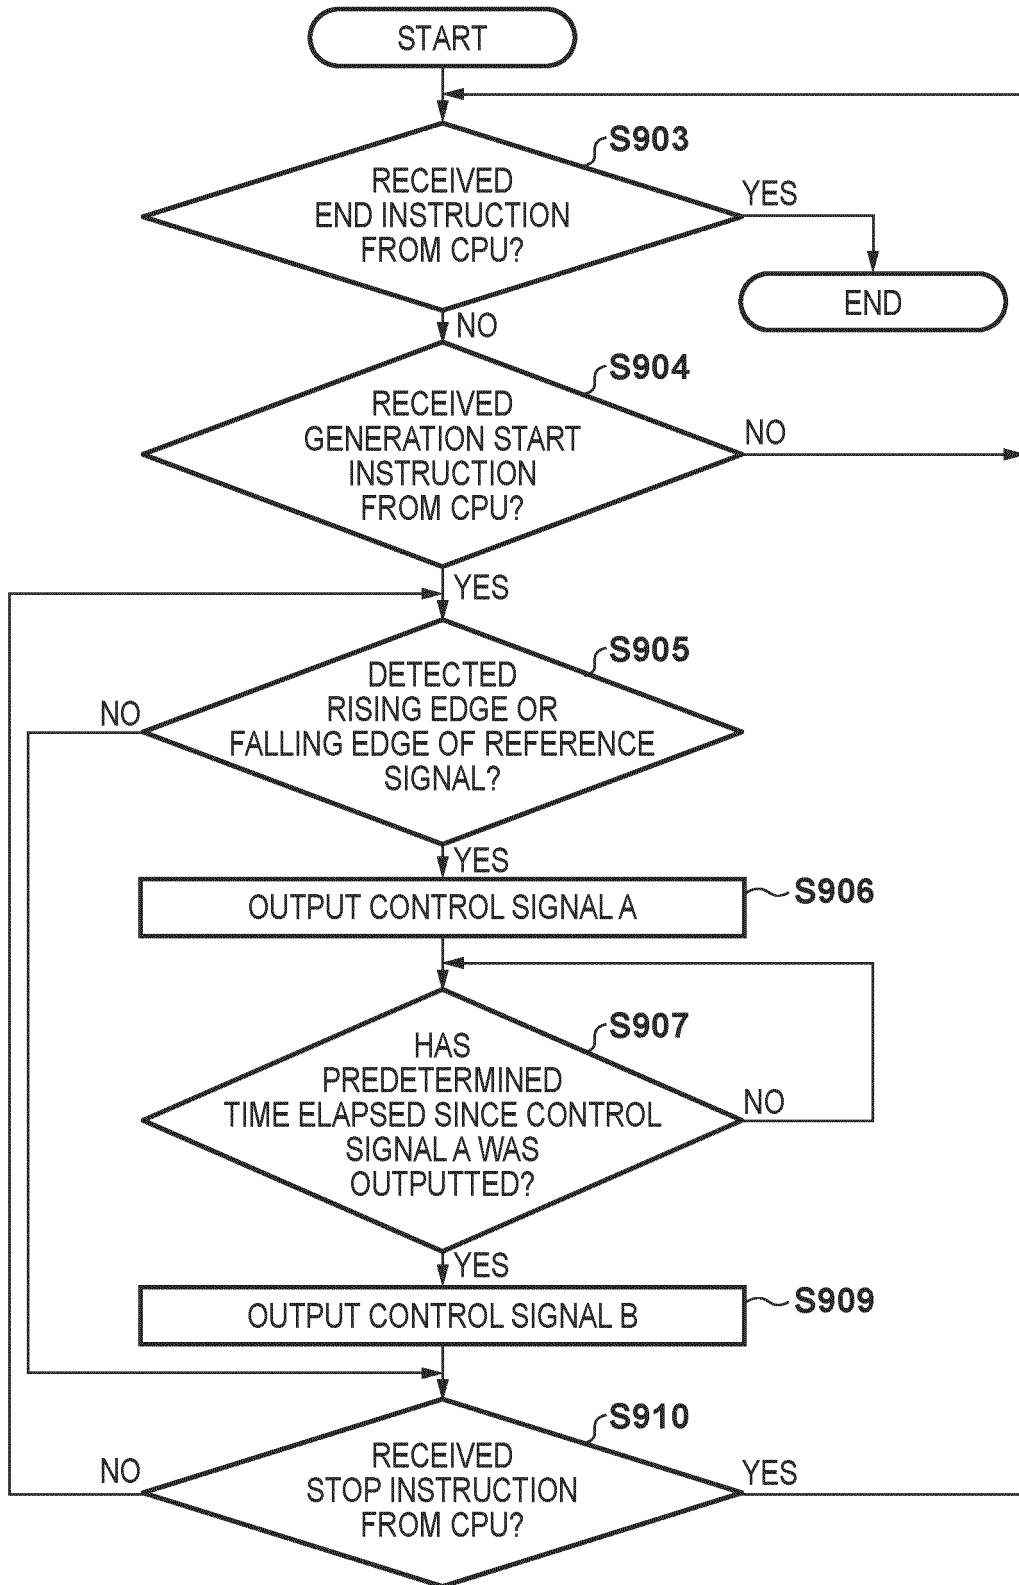 START
S903
RECEIVED
END INSTRUCTION
FROM CPU?
YES
END
NO
S904
RECEIVED
GENERATION START
INSTRUCTION
FROM CPU?
NO
YES
S905
DETECTED
RISING EDGE OR
FALLING EDGE OF REFERENCE
SIGNAL?
NO
YES
OUTPUT CONTROL SIGNAL A
S906
S907
HAS
PREDETERMINED
TIME ELAPSED SINCE CONTROL
SIGNAL A WAS
OUTPUTTED?
NO
YES
OUTPUT CONTROL SIGNAL B
S909
S910
RECEIVED
STOP INSTRUCTION
FROM CPU?
NO
YES